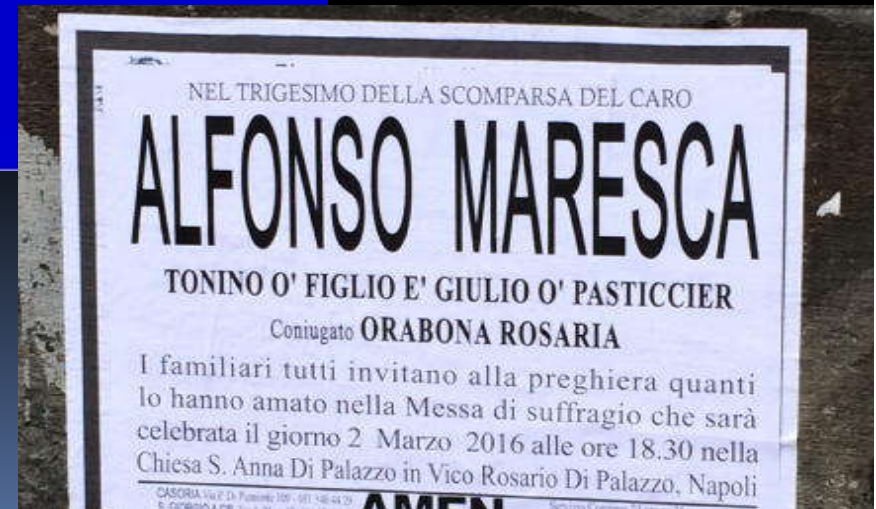 NEL TRIGESIMO DELLA SCOMPARSA DEL CARO
ALFONSO MARESCA
TONINO O' FIGLIO E' GIULIO O' PASTICCIER
Coniugato ORABONA ROSARIA
I familiari tutti invitano alla preghiera quanti
lo hanno amato nella Messa di suffragio che sarà
celebrata il giorno 2 Marzo 2016 alle ore 18.30 nella
Chiesa S. Anna Di Palazzo in Vico Rosario Di Palazzo, Napoli
CASORIA
AMEN